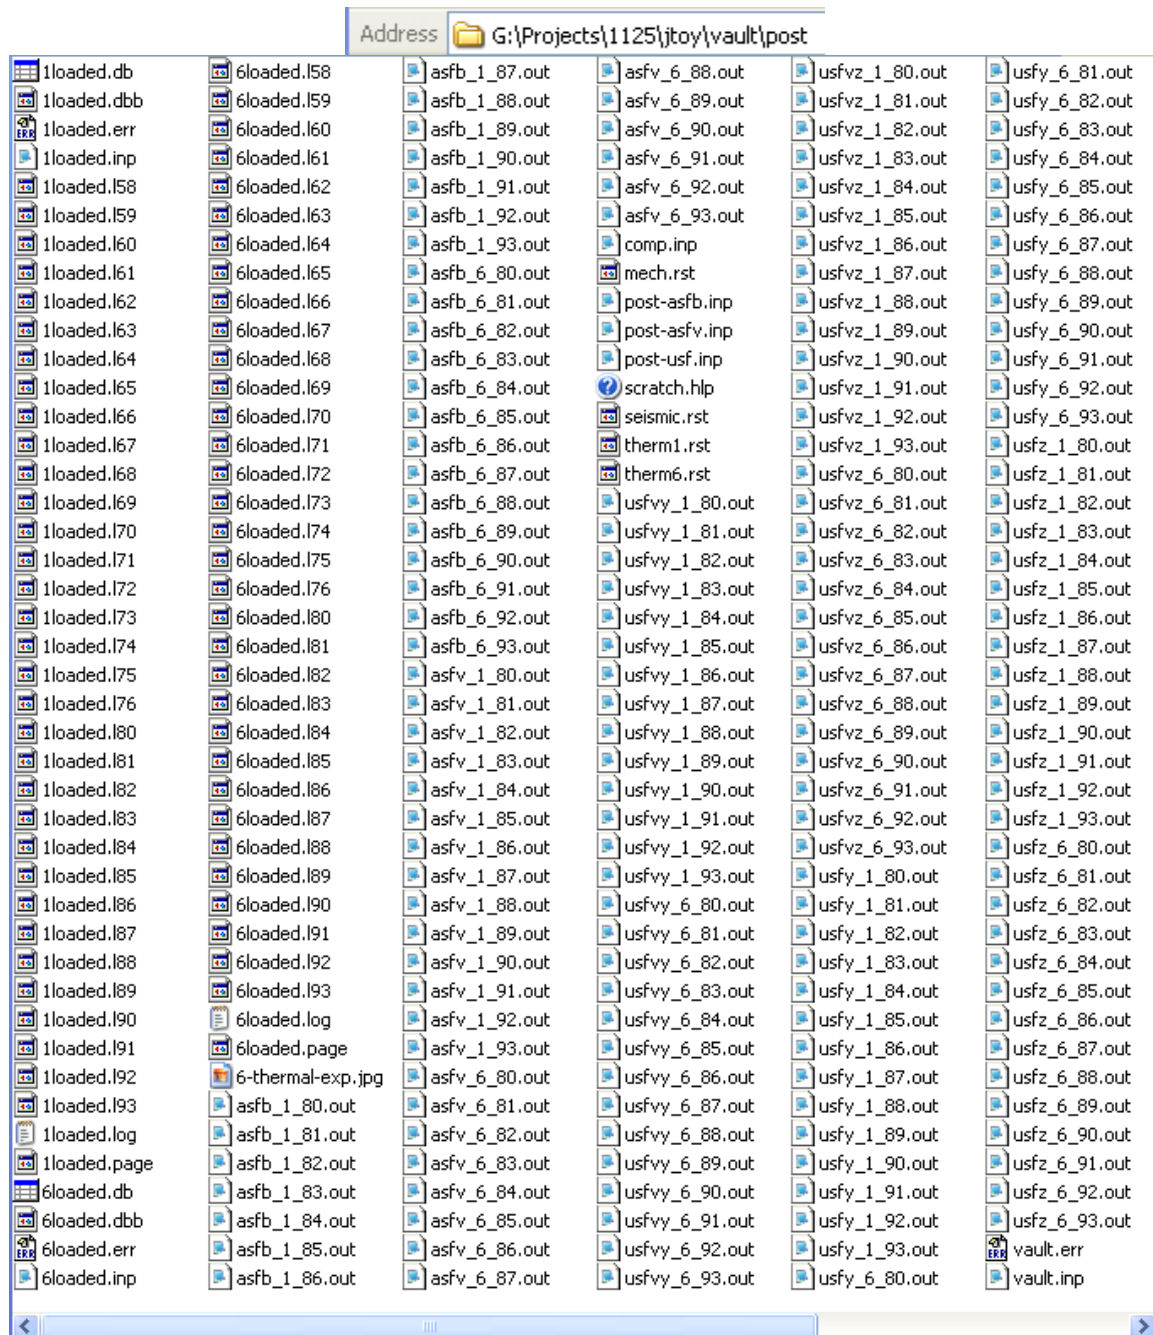 Address G:\Projects\1125\jtoy\vault\post
1loaded.db
1loaded.dbb
1loaded.err
1loaded.inp
1loaded.l58
1loaded.l59
1loaded.l60
1loaded.l61
1loaded.l62
1loaded.l63
1loaded.l64
1loaded.l65
1loaded.l66
1loaded.l67
1loaded.l68
1loaded.l69
1loaded.l70
1loaded.l71
1loaded.l72
1loaded.l73
1loaded.l74
1loaded.l75
1loaded.l76
1loaded.l80
1loaded.l81
1loaded.l82
1loaded.l83
1loaded.l84
1loaded.l85
1loaded.l86
1loaded.l87
1loaded.l88
1loaded.l89
1loaded.l90
1loaded.l91
1loaded.l92
1loaded.l93
1loaded.log
1loaded.page
6loaded.db
6loaded.dbb
6loaded.err
6loaded.inp
6loaded.l58
6loaded.l59
6loaded.l60
6loaded.l61
6loaded.l62
6loaded.l63
6loaded.l64
6loaded.l65
6loaded.l66
6loaded.l67
6loaded.l68
6loaded.l69
6loaded.l70
6loaded.l71
6loaded.l72
6loaded.l73
6loaded.l74
6loaded.l75
6loaded.l76
6loaded.l80
6loaded.l81
6loaded.l82
6loaded.l83
6loaded.l84
6loaded.l85
6loaded.l86
6loaded.l87
6loaded.l88
6loaded.l89
6loaded.l90
6loaded.l91
6loaded.l92
6loaded.l93
6loaded.log
6loaded.page
6-thermal-exp.jpg
asfb_1_80.out
asfb_1_81.out
asfb_1_82.out
asfb_1_83.out
asfb_1_84.out
asfb_1_85.out
asfb_1_86.out
asfb_1_87.out
asfb_1_88.out
asfb_1_89.out
asfb_1_90.out
asfb_1_91.out
asfb_1_92.out
asfb_1_93.out
asfb_6_80.out
asfb_6_81.out
asfb_6_82.out
asfb_6_83.out
asfb_6_84.out
asfb_6_85.out
asfb_6_86.out
asfb_6_87.out
asfb_6_88.out
asfb_6_89.out
asfb_6_90.out
asfb_6_91.out
asfb_6_92.out
asfb_6_93.out
asfv_1_80.out
asfv_1_81.out
asfv_1_82.out
asfv_1_83.out
asfv_1_84.out
asfv_1_85.out
asfv_1_86.out
asfv_1_87.out
asfv_1_88.out
asfv_1_89.out
asfv_1_90.out
asfv_1_91.out
asfv_1_92.out
asfv_1_93.out
asfv_6_80.out
asfv_6_81.out
asfv_6_82.out
asfv_6_83.out
asfv_6_84.out
asfv_6_85.out
asfv_6_86.out
asfv_6_87.out
asfv_6_88.out
asfv_6_89.out
asfv_6_90.out
asfv_6_91.out
asfv_6_92.out
asfv_6_93.out
comp.inp
mech.rst
post-asfb.inp
post-asfv.inp
post-usf.inp
scratch.hlp
seismic.rst
therm1.rst
therm6.rst
usfvy_1_80.out
usfvy_1_81.out
usfvy_1_82.out
usfvy_1_83.out
usfvy_1_84.out
usfvy_1_85.out
usfvy_1_86.out
usfvy_1_87.out
usfvy_1_88.out
usfvy_1_89.out
usfvy_1_90.out
usfvy_1_91.out
usfvy_1_92.out
usfvy_1_93.out
usfvy_6_80.out
usfvy_6_81.out
usfvy_6_82.out
usfvy_6_83.out
usfvy_6_84.out
usfvy_6_85.out
usfvy_6_86.out
usfvy_6_87.out
usfvy_6_88.out
usfvy_6_89.out
usfvy_6_90.out
usfvy_6_91.out
usfvy_6_92.out
usfvy_6_93.out
usfvz_1_80.out
usfvz_1_81.out
usfvz_1_82.out
usfvz_1_83.out
usfvz_1_84.out
usfvz_1_85.out
usfvz_1_86.out
usfvz_1_87.out
usfvz_1_88.out
usfvz_1_89.out
usfvz_1_90.out
usfvz_1_91.out
usfvz_1_92.out
usfvz_1_93.out
usfvz_6_80.out
usfvz_6_81.out
usfvz_6_82.out
usfvz_6_83.out
usfvz_6_84.out
usfvz_6_85.out
usfvz_6_86.out
usfvz_6_87.out
usfvz_6_88.out
usfvz_6_89.out
usfvz_6_90.out
usfvz_6_91.out
usfvz_6_92.out
usfvz_6_93.out
usfy_1_80.out
usfy_1_81.out
usfy_1_82.out
usfy_1_83.out
usfy_1_84.out
usfy_1_85.out
usfy_1_86.out
usfy_1_87.out
usfy_1_88.out
usfy_1_89.out
usfy_1_90.out
usfy_1_91.out
usfy_1_92.out
usfy_1_93.out
usfy_6_80.out
usfy_6_81.out
usfy_6_82.out
usfy_6_83.out
usfy_6_84.out
usfy_6_85.out
usfy_6_86.out
usfy_6_87.out
usfy_6_88.out
usfy_6_89.out
usfy_6_90.out
usfy_6_91.out
usfy_6_92.out
usfy_6_93.out
usfz_1_80.out
usfz_1_81.out
usfz_1_82.out
usfz_1_83.out
usfz_1_84.out
usfz_1_85.out
usfz_1_86.out
usfz_1_87.out
usfz_1_88.out
usfz_1_89.out
usfz_1_90.out
usfz_1_91.out
usfz_1_92.out
usfz_1_93.out
usfz_6_80.out
usfz_6_81.out
usfz_6_82.out
usfz_6_83.out
usfz_6_84.out
usfz_6_85.out
usfz_6_86.out
usfz_6_87.out
usfz_6_88.out
usfz_6_89.out
usfz_6_90.out
usfz_6_91.out
usfz_6_92.out
usfz_6_93.out
vault.err
vault.inp